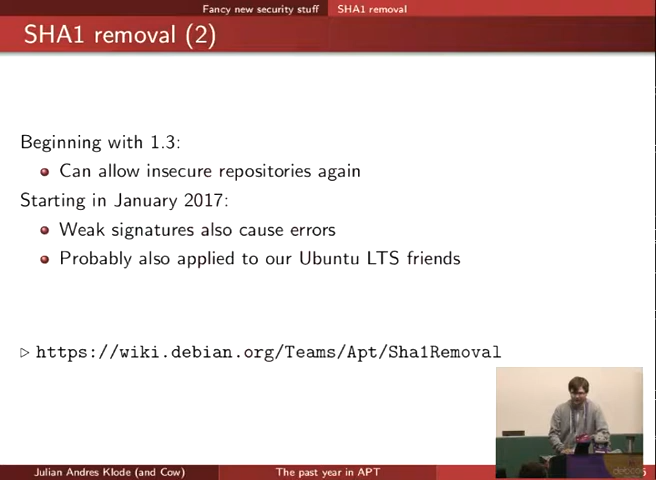 Fancy new security stuff SHA1 removal
SHA1 removal (2)
Beginning with 1.3:
Can allow insecure repositories again
Starting in January 2017:
Weak signatures also cause errors
Probably also applied to our Ubuntu LTS friends
▷ https://wiki.debian.org/Teams/Apt/Sha1Removal
Julian Andres Klode (and Cow) The past year in APT